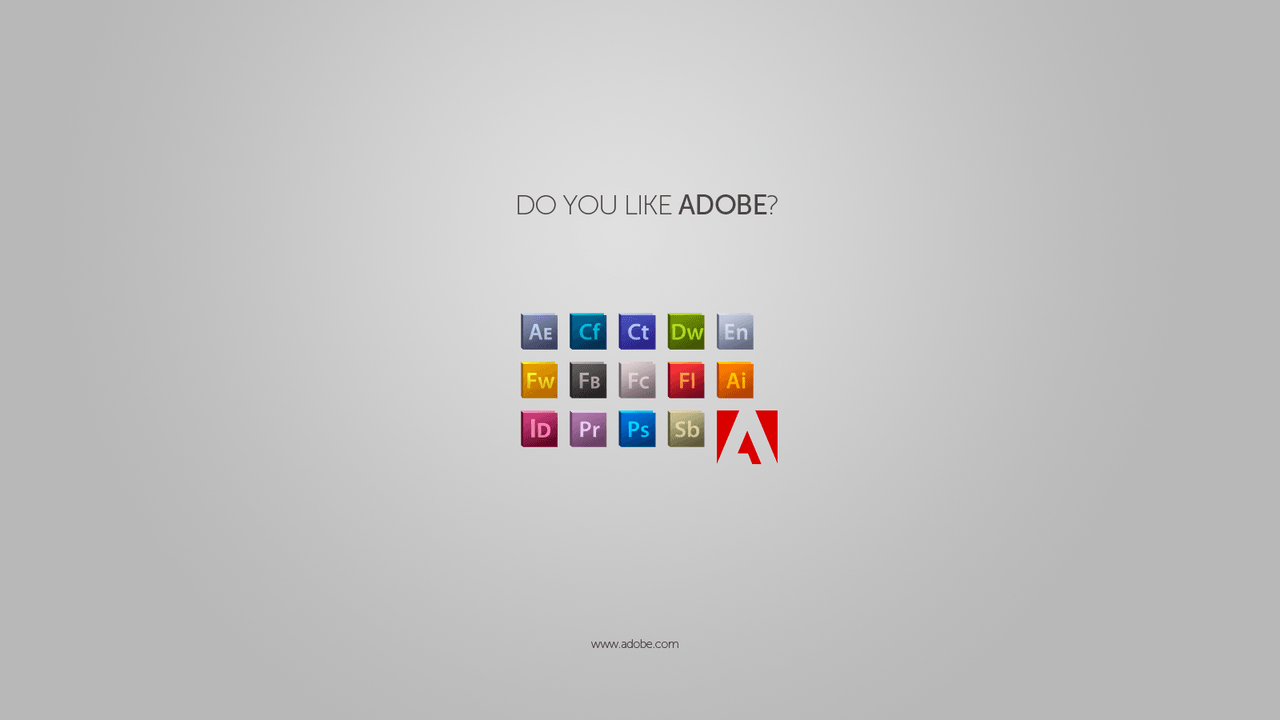 DO YOU LIKE ADOBE?
AE Cf Ct Dw En
Fw FB Fc Fl Ai
ID Pr Ps Sb
www.adobe.com